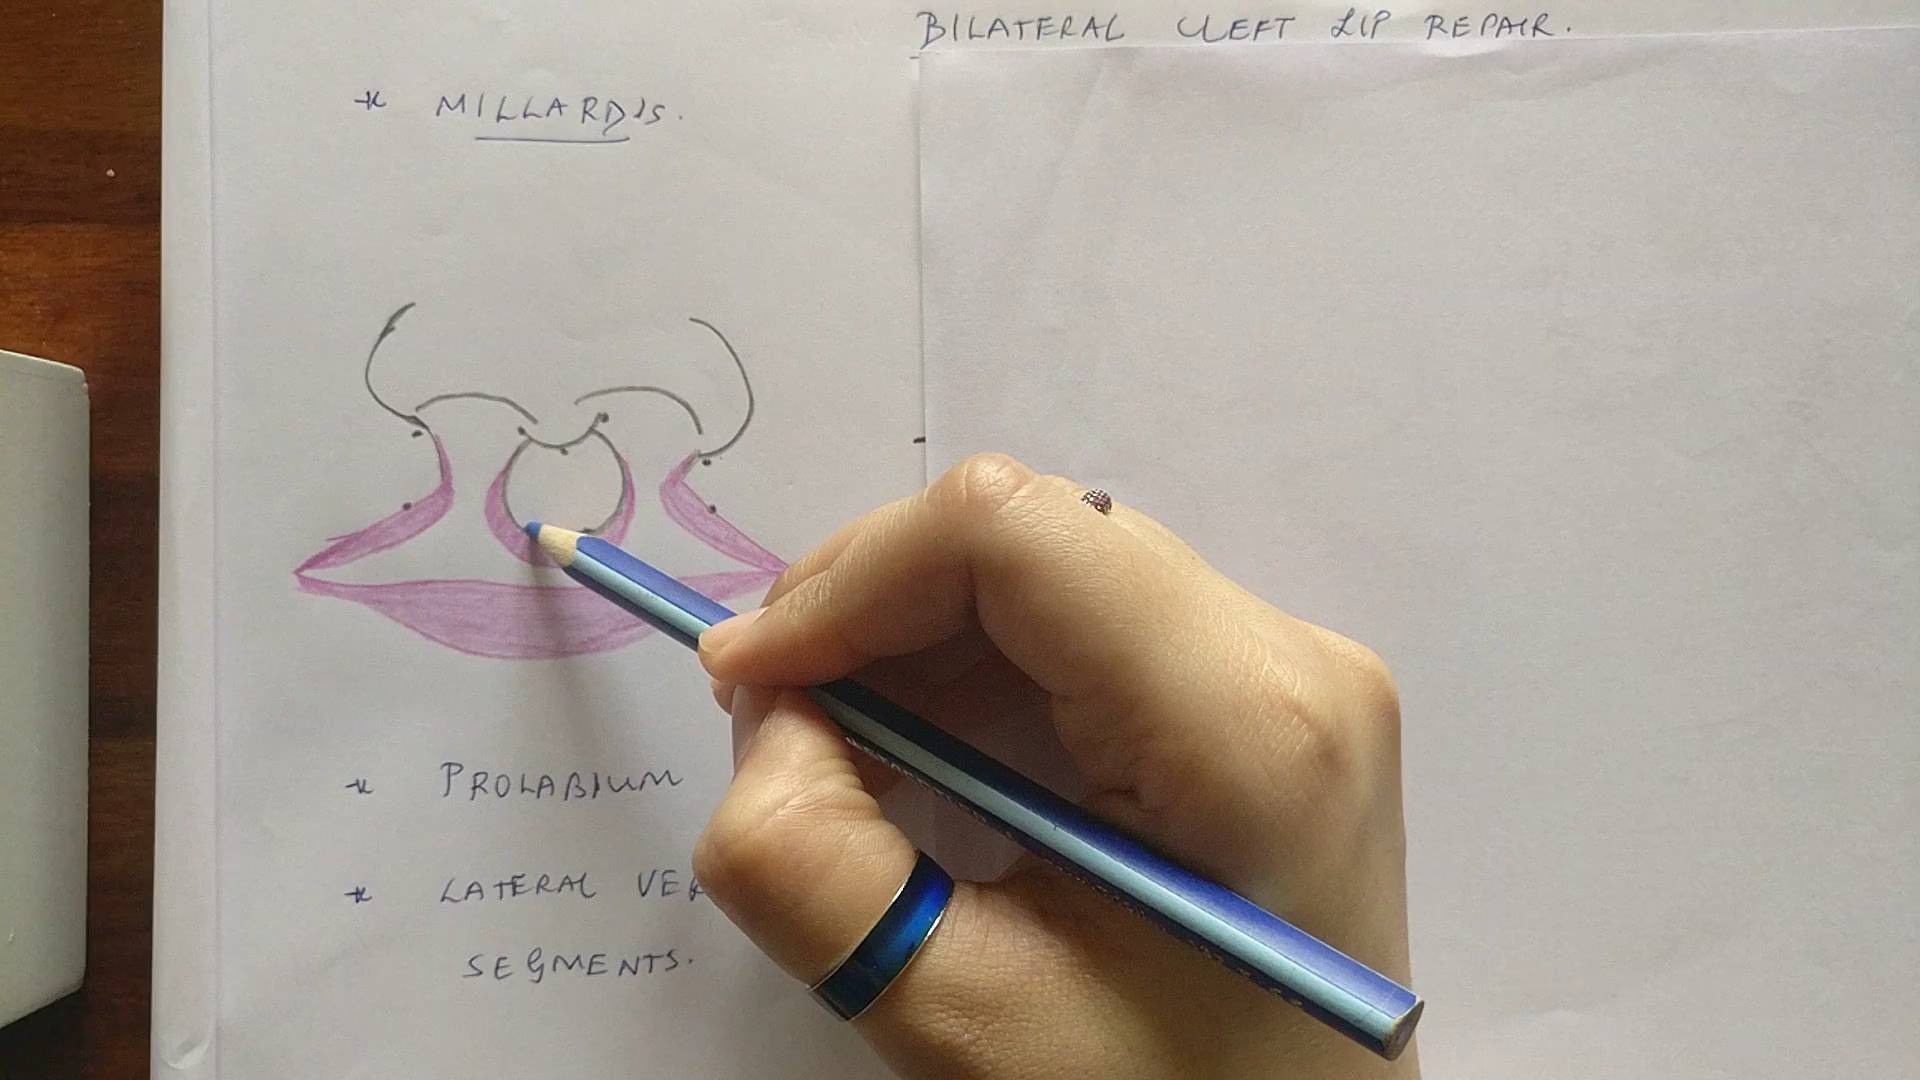 BILATERAL CLEFT LIP REPAIR.
* MILLARD'S.
* PROLABIUM
* LATERAL VER
SEGMENTS.